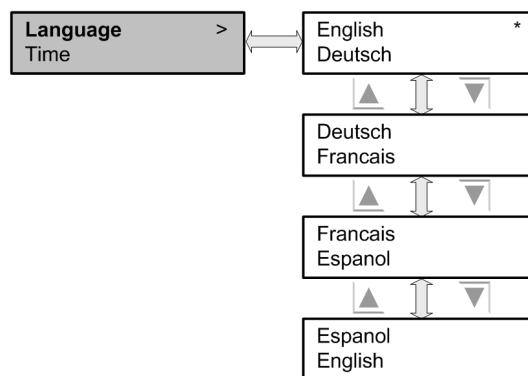 Language >
Time
English *
Deutsch
Deutsch
Francais
Francais
Espanol
Espanol
English